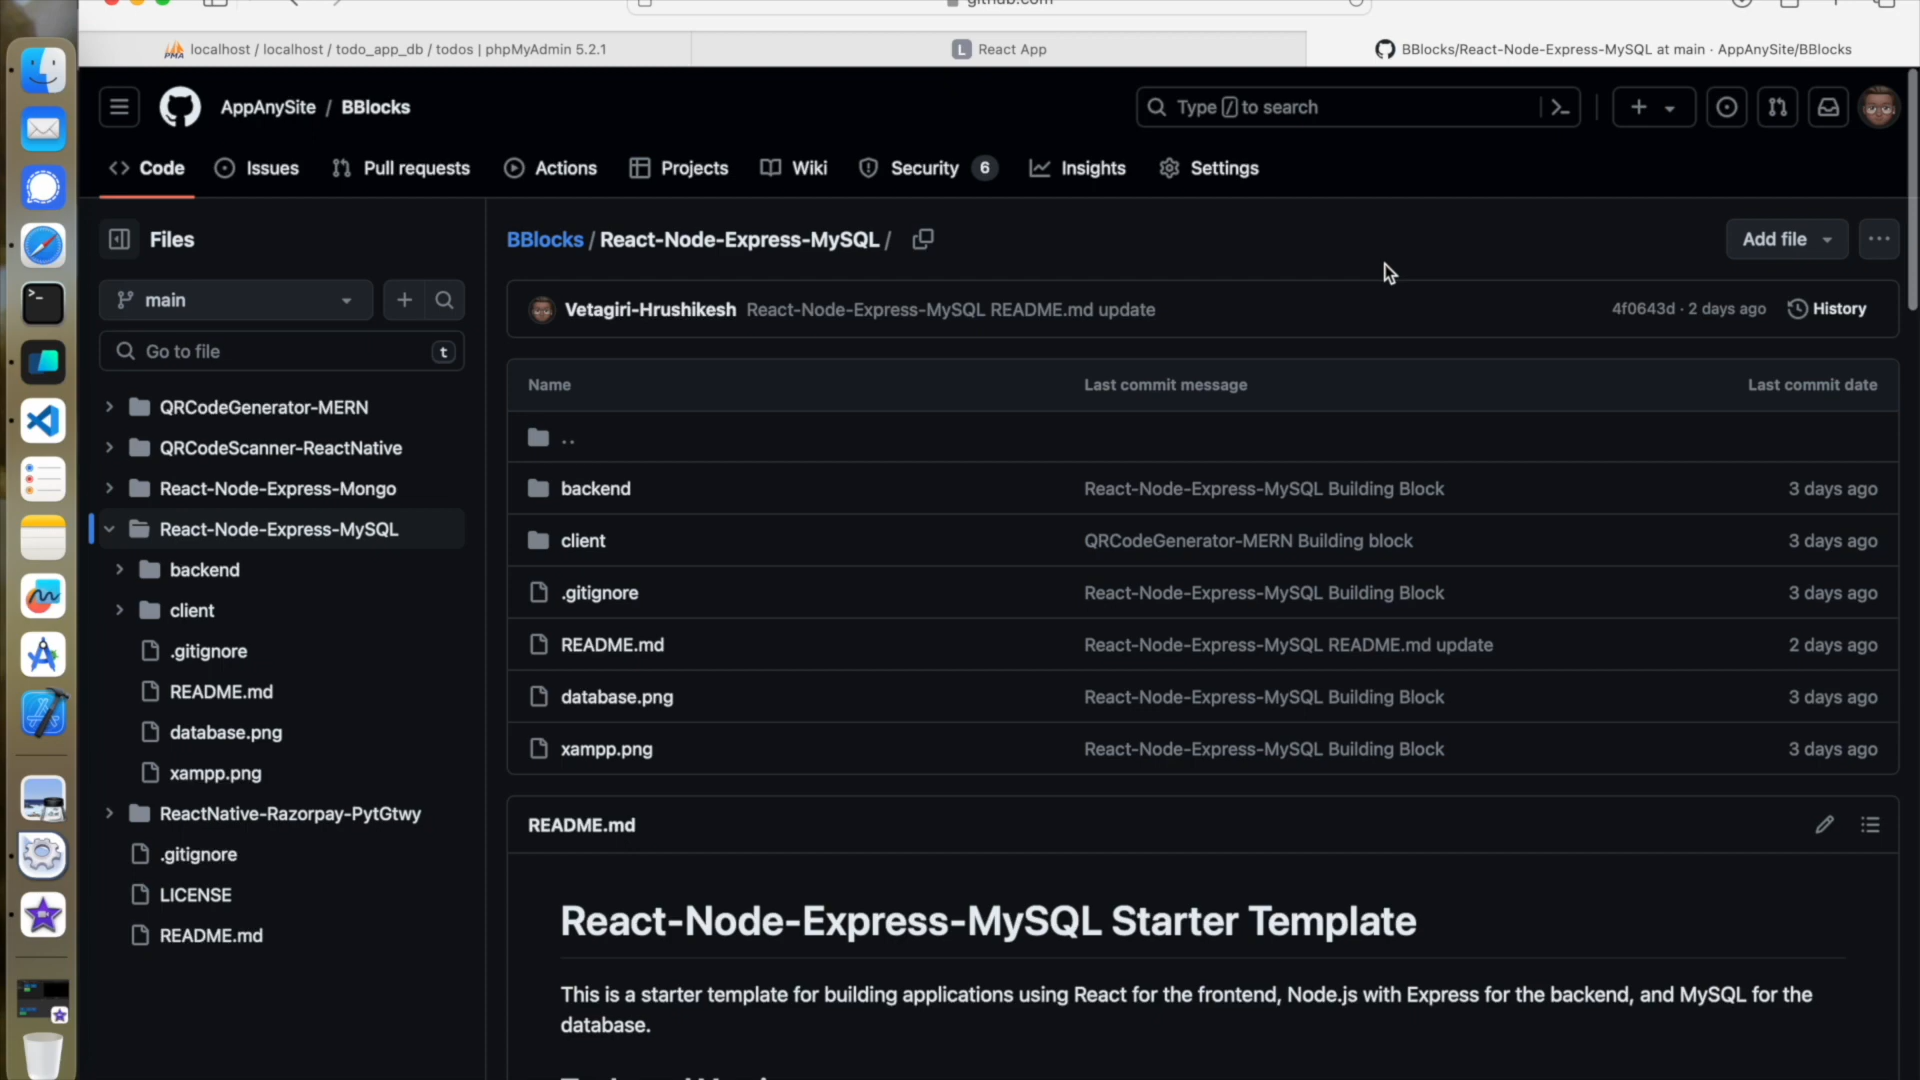 github.com
localhost / localhost / todo_app_db / todos | phpMyAdmin 5.2.1
L React App
BBlocks/React-Node-Express-MySQL at main · AppAnySite/BBlocks
AppAnySite / BBlocks
Type / to search
Code
Issues
Pull requests
Actions
Projects
Wiki
Security 6
Insights
Settings
Files
BBlocks / React-Node-Express-MySQL /
Add file
main
Vetagiri-Hrushikesh React-Node-Express-MySQL README.md update
4f0643d · 2 days ago
History
Go to file t
Name Last commit message Last commit date
QRCodeGenerator-MERN
QRCodeScanner-ReactNative
React-Node-Express-Mongo
React-Node-Express-MySQL
backend
client
.gitignore
README.md
database.png
xampp.png
ReactNative-Razorpay-PytGtwy
.gitignore
LICENSE
README.md
..
backend React-Node-Express-MySQL Building Block 3 days ago
client QRCodeGenerator-MERN Building block 3 days ago
.gitignore React-Node-Express-MySQL Building Block 3 days ago
README.md React-Node-Express-MySQL README.md update 2 days ago
database.png React-Node-Express-MySQL Building Block 3 days ago
xampp.png React-Node-Express-MySQL Building Block 3 days ago
README.md
React-Node-Express-MySQL Starter Template
This is a starter template for building applications using React for the frontend, Node.js with Express for the backend, and MySQL for the
database.